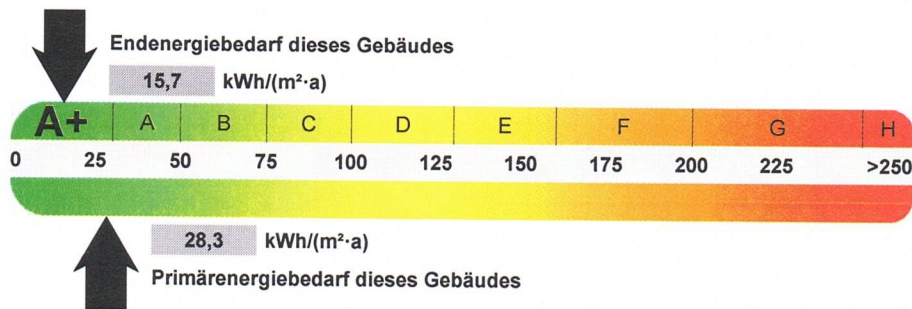 Endenergiebedarf dieses Gebäudes
15,7 kWh/(m²·a)
A+ A B C D E F G H
0 25 50 75 100 125 150 175 200 225 >250
28,3 kWh/(m²·a)
Primärenergiebedarf dieses Gebäudes